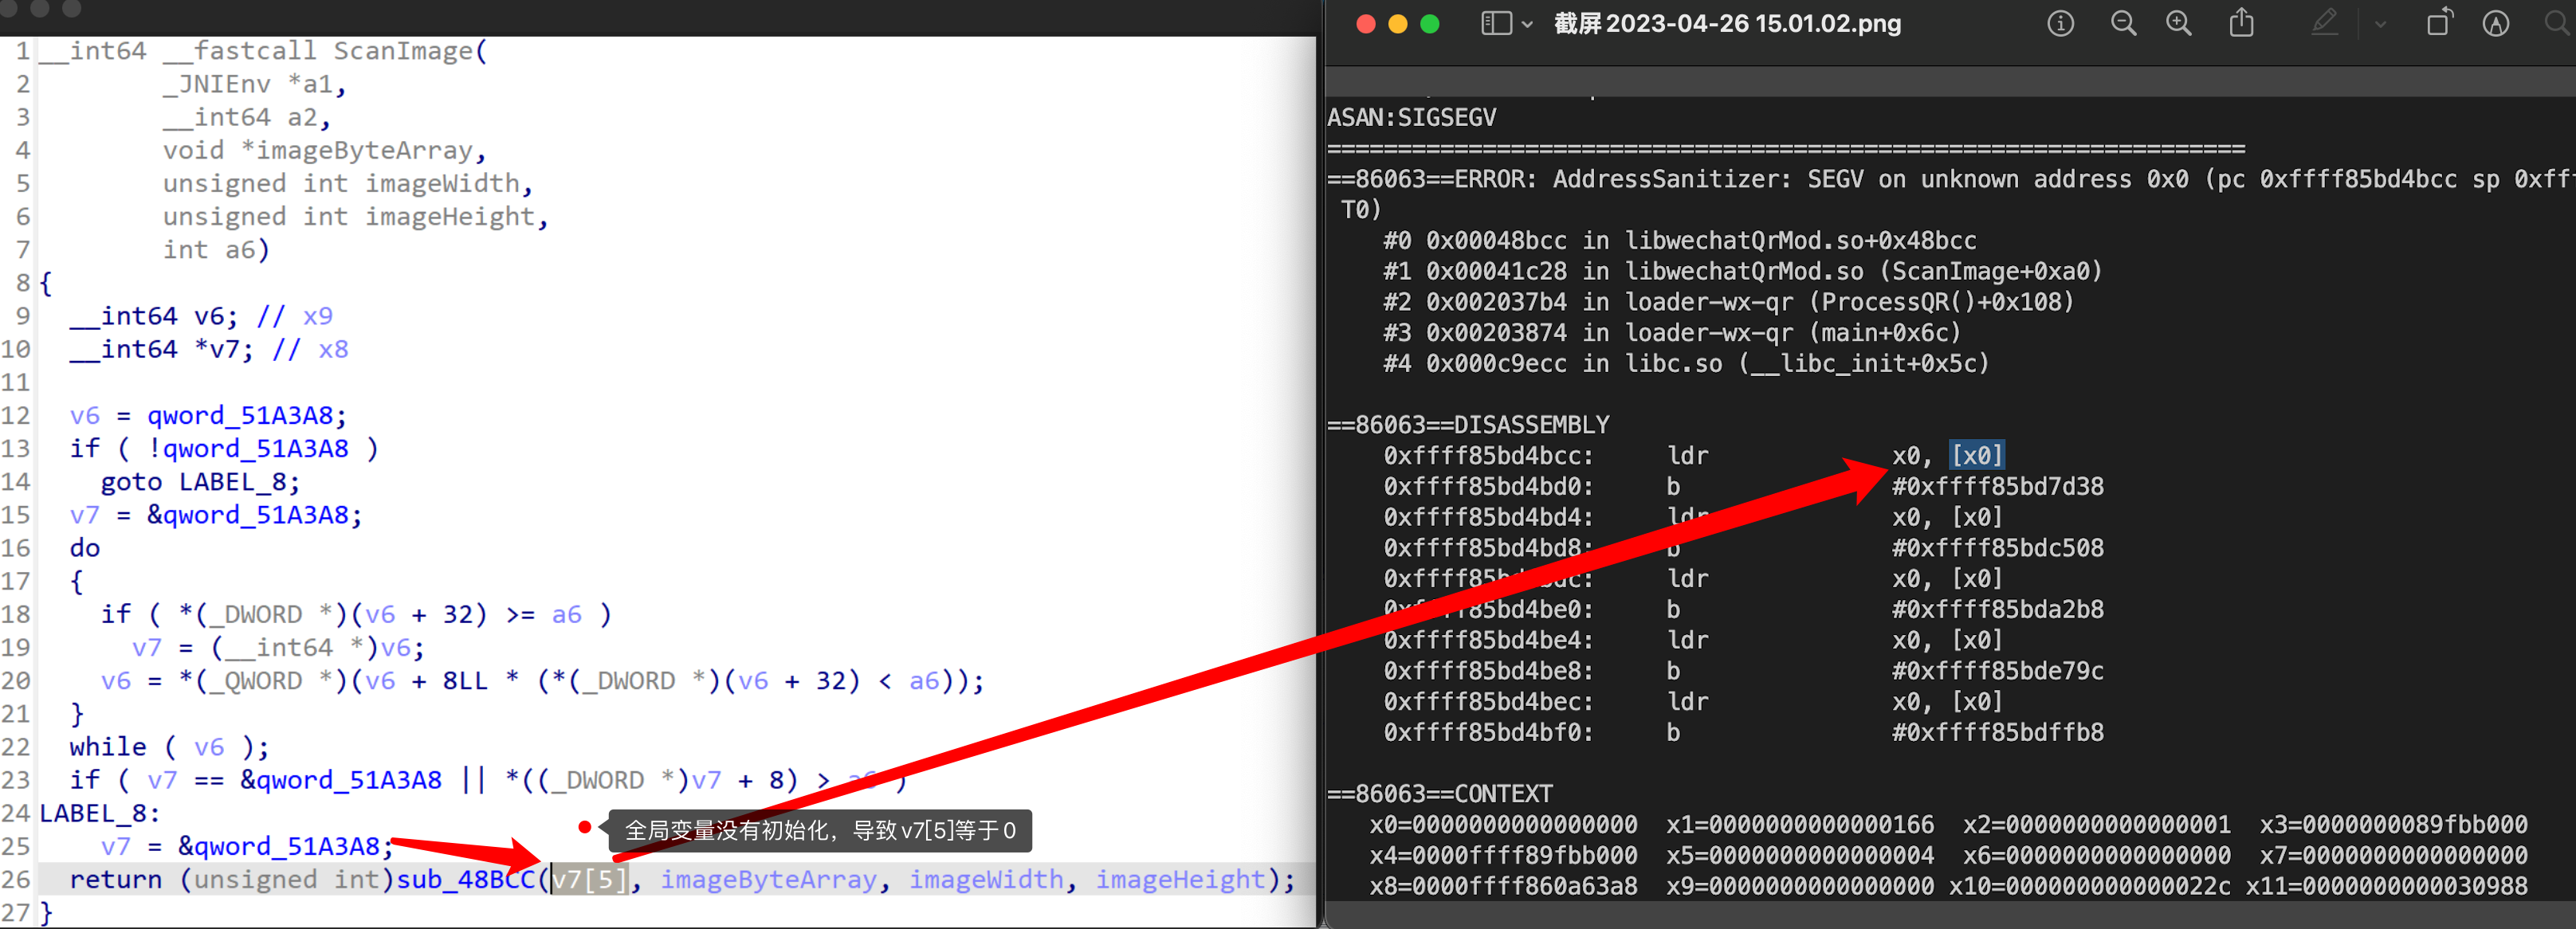 1 __int64 __fastcall ScanImage(
2 _JNIEnv *a1,
3 __int64 a2,
4 void *imageByteArray,
5 unsigned int imageWidth,
6 unsigned int imageHeight,
7 int a6)
8 {
9 __int64 v6; // x9
10 __int64 *v7; // x8
11
12 v6 = qword_51A3A8;
13 if ( !qword_51A3A8 )
14 goto LABEL_8;
15 v7 = &qword_51A3A8;
16 do
17 {
18 if ( *(_DWORD *)(v6 + 32) >= a6 )
19 v7 = (__int64 *)v6;
20 v6 = *(_QWORD *)(v6 + 8LL * (*(_DWORD *)(v6 + 32) < a6));
21 }
22 while ( v6 );
23 if ( v7 == &qword_51A3A8 || *((_DWORD *)v7 + 8) > a6 )
24 LABEL_8:
全局变量没有初始化，导致v7[5]等于0
25 v7 = &qword_51A3A8;
26 return (unsigned int)sub_48BCC(v7[5], imageByteArray, imageWidth, imageHeight);
27 }
截屏2023-04-26 15.01.02.png
ASAN:SIGSEGV
=================================================================
==86063==ERROR: AddressSanitizer: SEGV on unknown address 0x0 (pc 0xffff85bd4bcc sp 0xfff
T0)
#0 0x00048bcc in libwechatQrMod.so+0x48bcc
#1 0x00041c28 in libwechatQrMod.so (ScanImage+0xa0)
#2 0x002037b4 in loader-wx-qr (ProcessQR()+0x108)
#3 0x00203874 in loader-wx-qr (main+0x6c)
#4 0x000c9ecc in libc.so (__libc_init+0x5c)
==86063==DISASSEMBLY
0xffff85bd4bcc: ldr x0, [x0]
0xffff85bd4bd0: b #0xffff85bd7d38
0xffff85bd4bd4: ldr x0, [x0]
0xffff85bd4bd8: b #0xffff85bdc508
0xffff85bd4bdc: ldr x0, [x0]
0xffff85bd4be0: b #0xffff85bda2b8
0xffff85bd4be4: ldr x0, [x0]
0xffff85bd4be8: b #0xffff85bde79c
0xffff85bd4bec: ldr x0, [x0]
0xffff85bd4bf0: b #0xffff85bdffb8
==86063==CONTEXT
x0=0000000000000000 x1=0000000000000166 x2=0000000000000001 x3=0000000089fbb000
x4=0000ffff89fbb000 x5=0000000000000004 x6=0000000000000000 x7=0000000000000000
x8=0000ffff860a63a8 x9=0000000000000000 x10=000000000000022c x11=0000000000030988